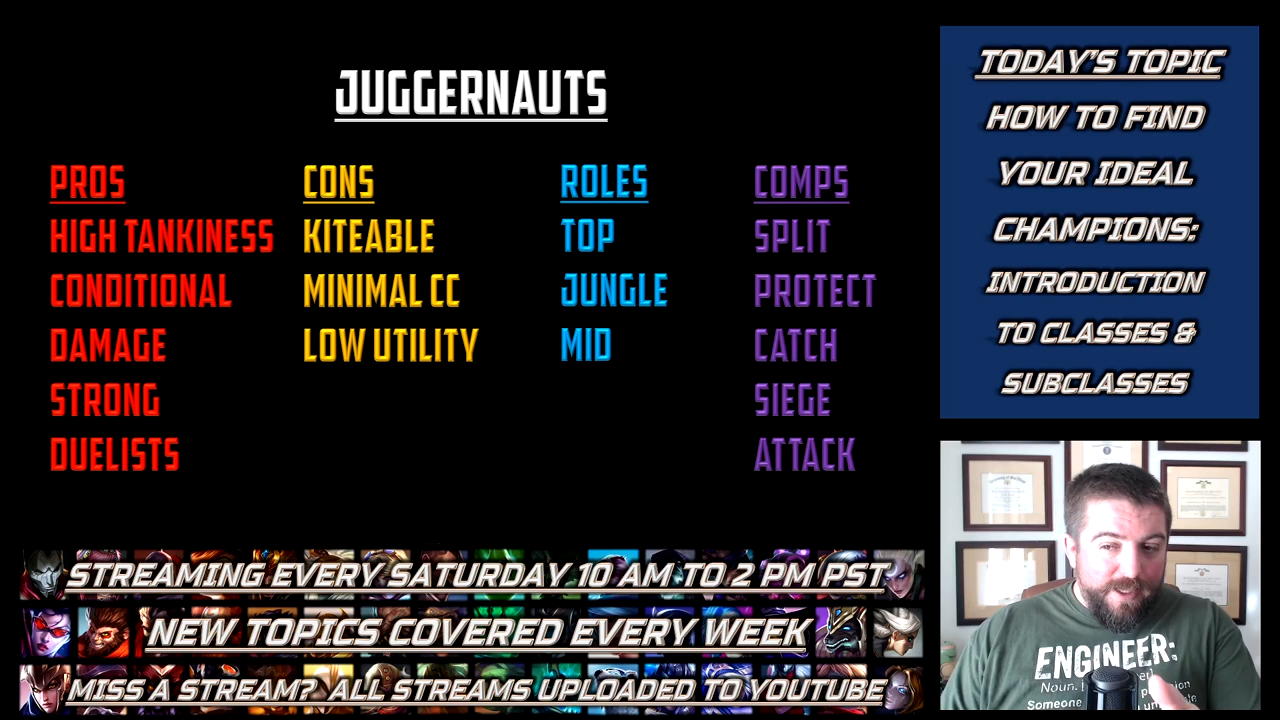 JUGGERNAUTS
PROS
HIGH TANKINESS
CONDITIONAL
DAMAGE
STRONG
DUELISTS
CONS
KITEABLE
MINIMAL CC
LOW UTILITY
ROLES
TOP
JUNGLE
MID
COMPS
SPLIT
PROTECT
CATCH
SIEGE
ATTACK
TODAY'S TOPIC
HOW TO FIND
YOUR IDEAL
CHAMPIONS:
INTRODUCTION
TO CLASSES &
SUBCLASSES
STREAMING EVERY SATURDAY 10 AM TO 2 PM PST
NEW TOPICS COVERED EVERY WEEK
MISS A STREAM? ALL STREAMS UPLOADED TO YOUTUBE
ENGINEER:
Noun.
Someone